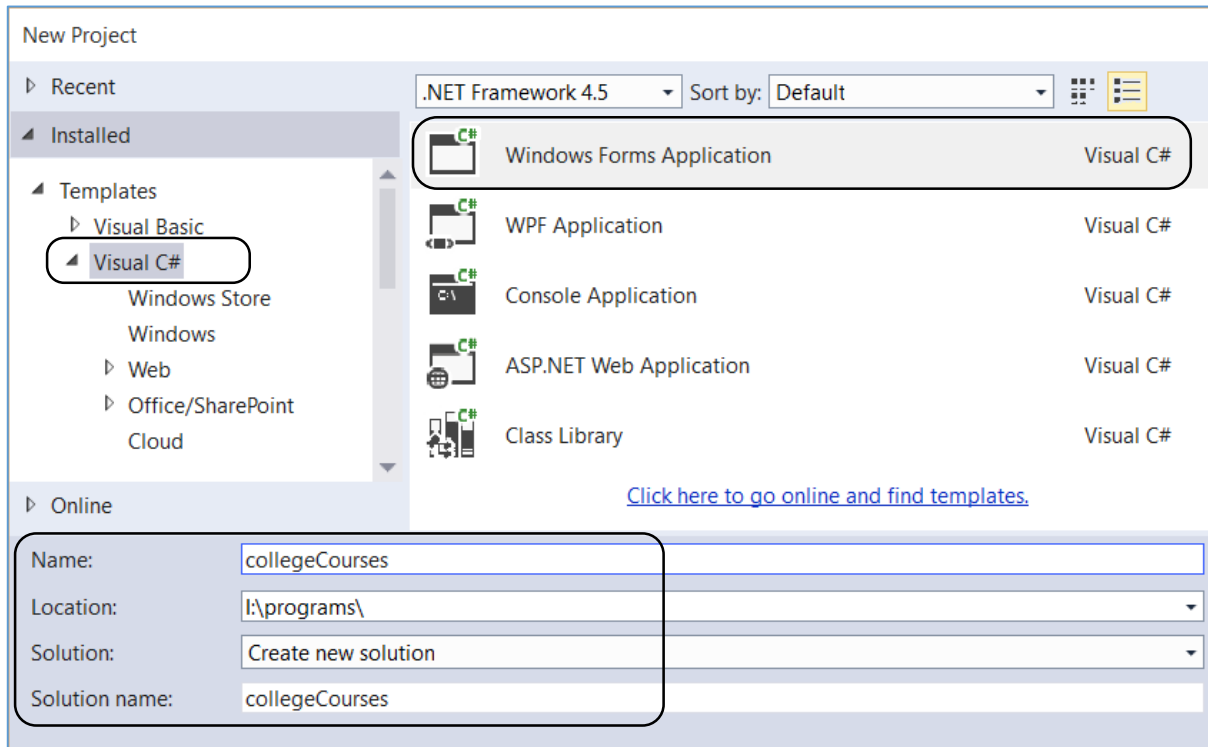 New Project
Recent
.NET Framework 4.5 Sort by: Default
Installed
Templates
Visual Basic
Visual C#
Windows Store
Windows
Web
Office/SharePoint
Cloud
Online
C# Windows Forms Application Visual C#
C# WPF Application Visual C#
C# C:\ Console Application Visual C#
C# ASP.NET Web Application Visual C#
C# Class Library Visual C#
Click here to go online and find templates.
Name: collegeCourses
Location: I:\programs\
Solution: Create new solution
Solution name: collegeCourses